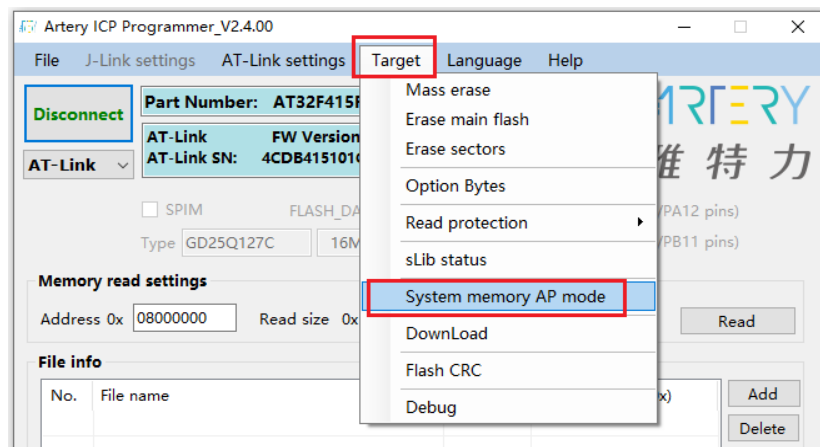 Artery ICP Programmer_V2.4.00
File J-Link settings AT-Link settings Target Language Help
Disconnect
Part Number: AT32F415
AT-Link FW Version
AT-Link SN: 4CDB415101
AT-Link
Mass erase
Erase main flash
Erase sectors
Option Bytes
Read protection
sLib status
System memory AP mode
DownLoad
Flash CRC
Debug
ARTERY
雅特力
SPIM FLASH_DA /PA12 pins)
Type GD25Q127C 16M /PB11 pins)
Memory read settings
Address 0x 08000000 Read size 0x Read
File info
No. File name x) Add
Delete